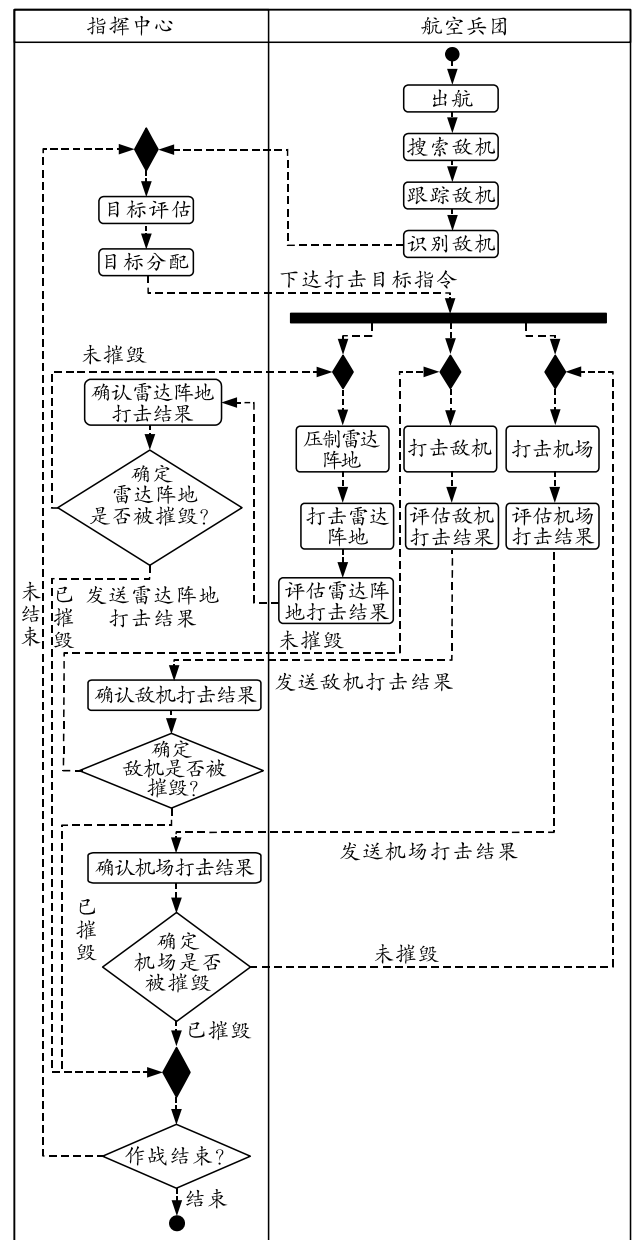 指挥中心
航空兵团
出航
搜索敌机
跟踪敌机
识别敌机
目标评估
目标分配
下达打击目标指令
未摧毁
确认雷达阵地
打击结果
压制雷达
阵地
打击敌机
打击机场
确定
雷达阵地
是否被摧毁?
打击雷达
阵地
评估敌机
打击结果
评估机场
打击结果
未结束
已摧毁
发送雷达阵地
打击结果
评估雷达阵
地打击结果
未摧毁
确认敌机打击结果
发送敌机打击结果
确定
敌机是否被
摧毁?
发送机场打击结果
确认机场打击结果
已摧毁
确定
机场是否
被摧毁
未摧毁
已摧毁
作战结束?
结束